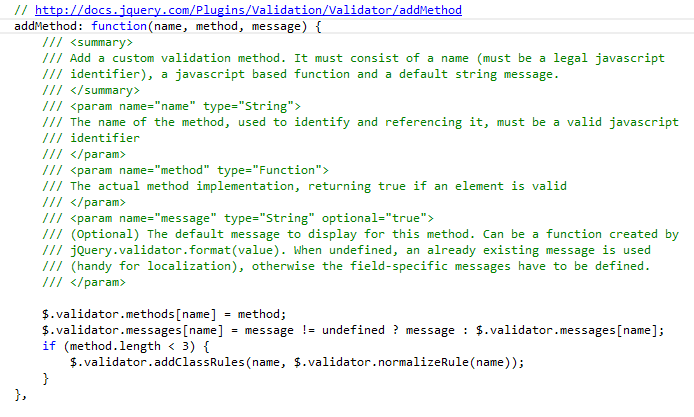 // http://docs.jquery.com/Plugins/Validation/Validator/addMethod
addMethod: function(name, method, message) {
    /// <summary>
    /// Add a custom validation method. It must consist of a name (must be a legal javascript
    /// identifier), a javascript based function and a default string message.
    /// </summary>
    /// <param name="name" type="String">
    /// The name of the method, used to identify and referencing it, must be a valid javascript
    /// identifier
    /// </param>
    /// <param name="method" type="Function">
    /// The actual method implementation, returning true if an element is valid
    /// </param>
    /// <param name="message" type="String" optional="true">
    /// (Optional) The default message to display for this method. Can be a function created by
    /// jQuery.validator.format(value). When undefined, an already existing message is used
    /// (handy for localization), otherwise the field-specific messages have to be defined.
    /// </param>

    $.validator.methods[name] = method;
    $.validator.messages[name] = message != undefined ? message : $.validator.messages[name];
    if (method.length < 3) {
        $.validator.addClassRules(name, $.validator.normalizeRule(name));
    }
},